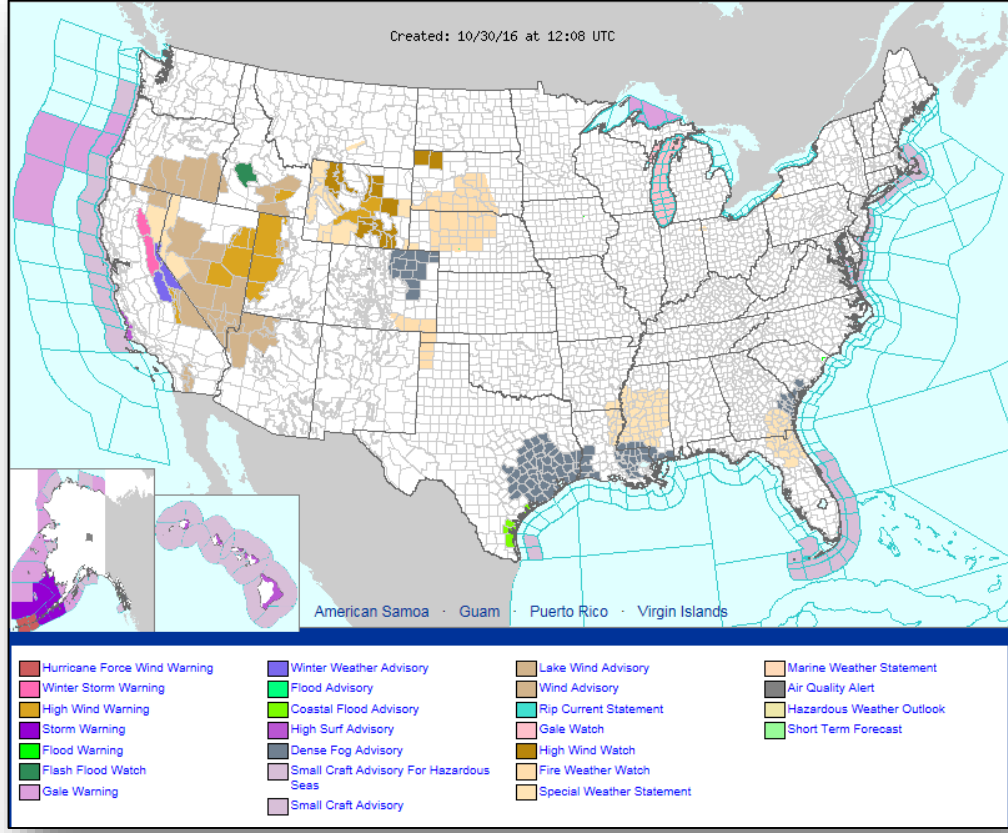 Created: 10/30/16 at 12:08 UTC
American Samoa · Guam · Puerto Rico · Virgin Islands
Hurricane Force Wind Warning
Winter Storm Warning
High Wind Warning
Storm Warning
Flood Warning
Flash Flood Watch
Gale Warning
Winter Weather Advisory
Flood Advisory
Coastal Flood Advisory
High Surf Advisory
Dense Fog Advisory
Small Craft Advisory For Hazardous
Seas
Small Craft Advisory
Lake Wind Advisory
Wind Advisory
Rip Current Statement
Gale Watch
High Wind Watch
Fire Weather Watch
Special Weather Statement
Marine Weather Statement
Air Quality Alert
Hazardous Weather Outlook
Short Term Forecast